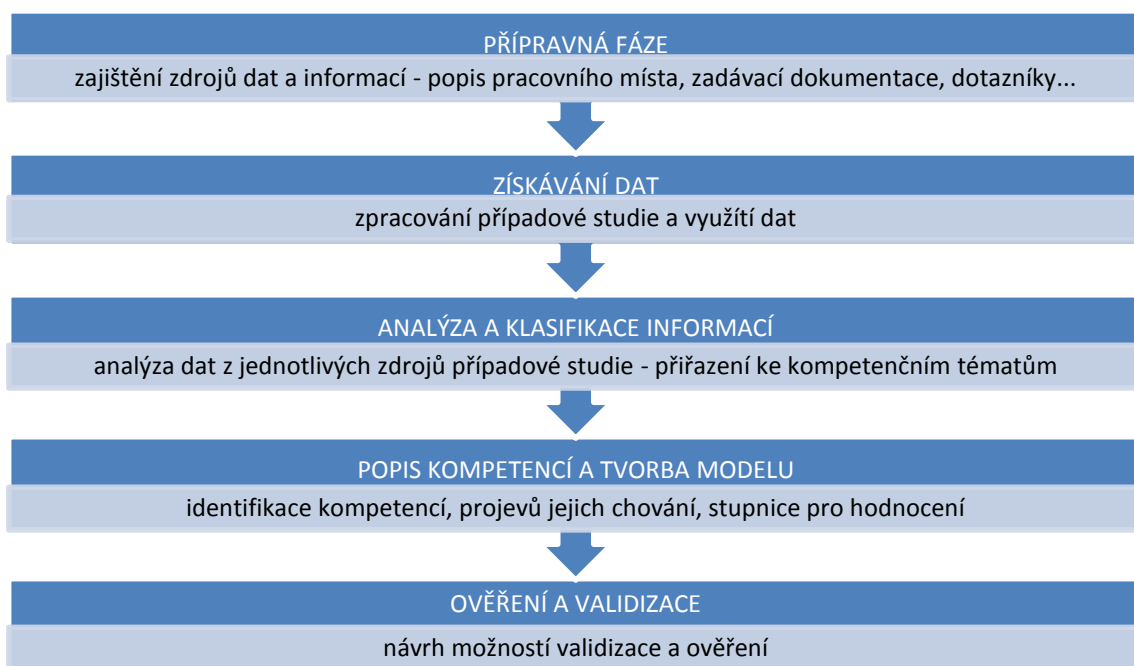 PŘÍPRAVNÁ FÁZE
zajištění zdrojů dat a informací - popis pracovního místa, zadávací dokumentace, dotazníky...
ZÍSKÁVÁNÍ DAT
zpracování případové studie a využítí dat
ANALÝZA A KLASIFIKACE INFORMACÍ
analýza dat z jednotlivých zdrojů případové studie - přiřazení ke kompetenčním tématům
POPIS KOMPETENCÍ A TVORBA MODELU
identifikace kompetencí, projevů jejich chování, stupnice pro hodnocení
OVĚŘENÍ A VALIDIZACE
návrh možností validizace a ověření